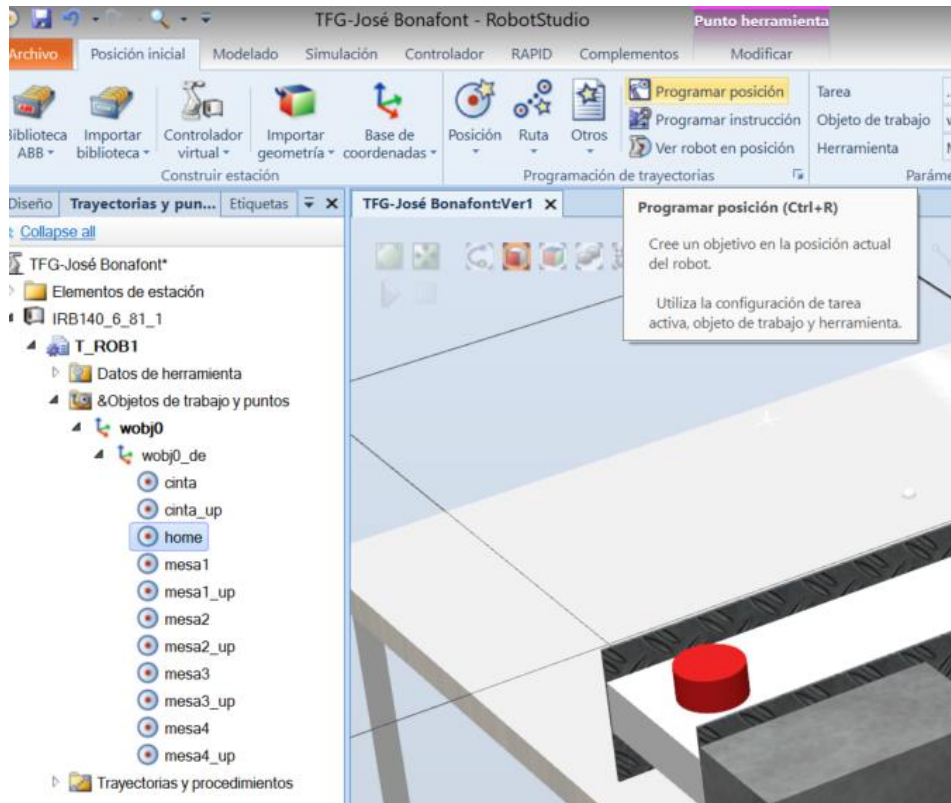 TFG-José Bonafont - RobotStudio
Punto herramienta
Archivo Posición inicial Modelado Simulación Controlador RAPID Complementos Modificar
Biblioteca ABB
Importar biblioteca
Controlador virtual
Importar geometría
Base de coordenadas
Posición
Ruta
Otros
Programar posición
Programar instrucción
Ver robot en posición
Tarea
Objeto de trabajo
Herramienta
Construir estación
Programación de trayectorias
Paráme
Diseño Trayectorias y pun... Etiquetas
TFG-José Bonafont:Ver1
Collapse all
TFG-José Bonafont*
Elementos de estación
IRB140_6_81_1
T_ROB1
Datos de herramienta
&Objetos de trabajo y puntos
wobj0
wobj0_de
cinta
cinta_up
home
mesa1
mesa1_up
mesa2
mesa2_up
mesa3
mesa3_up
mesa4
mesa4_up
Trayectorias y procedimientos
Programar posición (Ctrl+R)
Cree un objetivo en la posición actual
del robot.
Utiliza la configuración de tarea
activa, objeto de trabajo y herramienta.